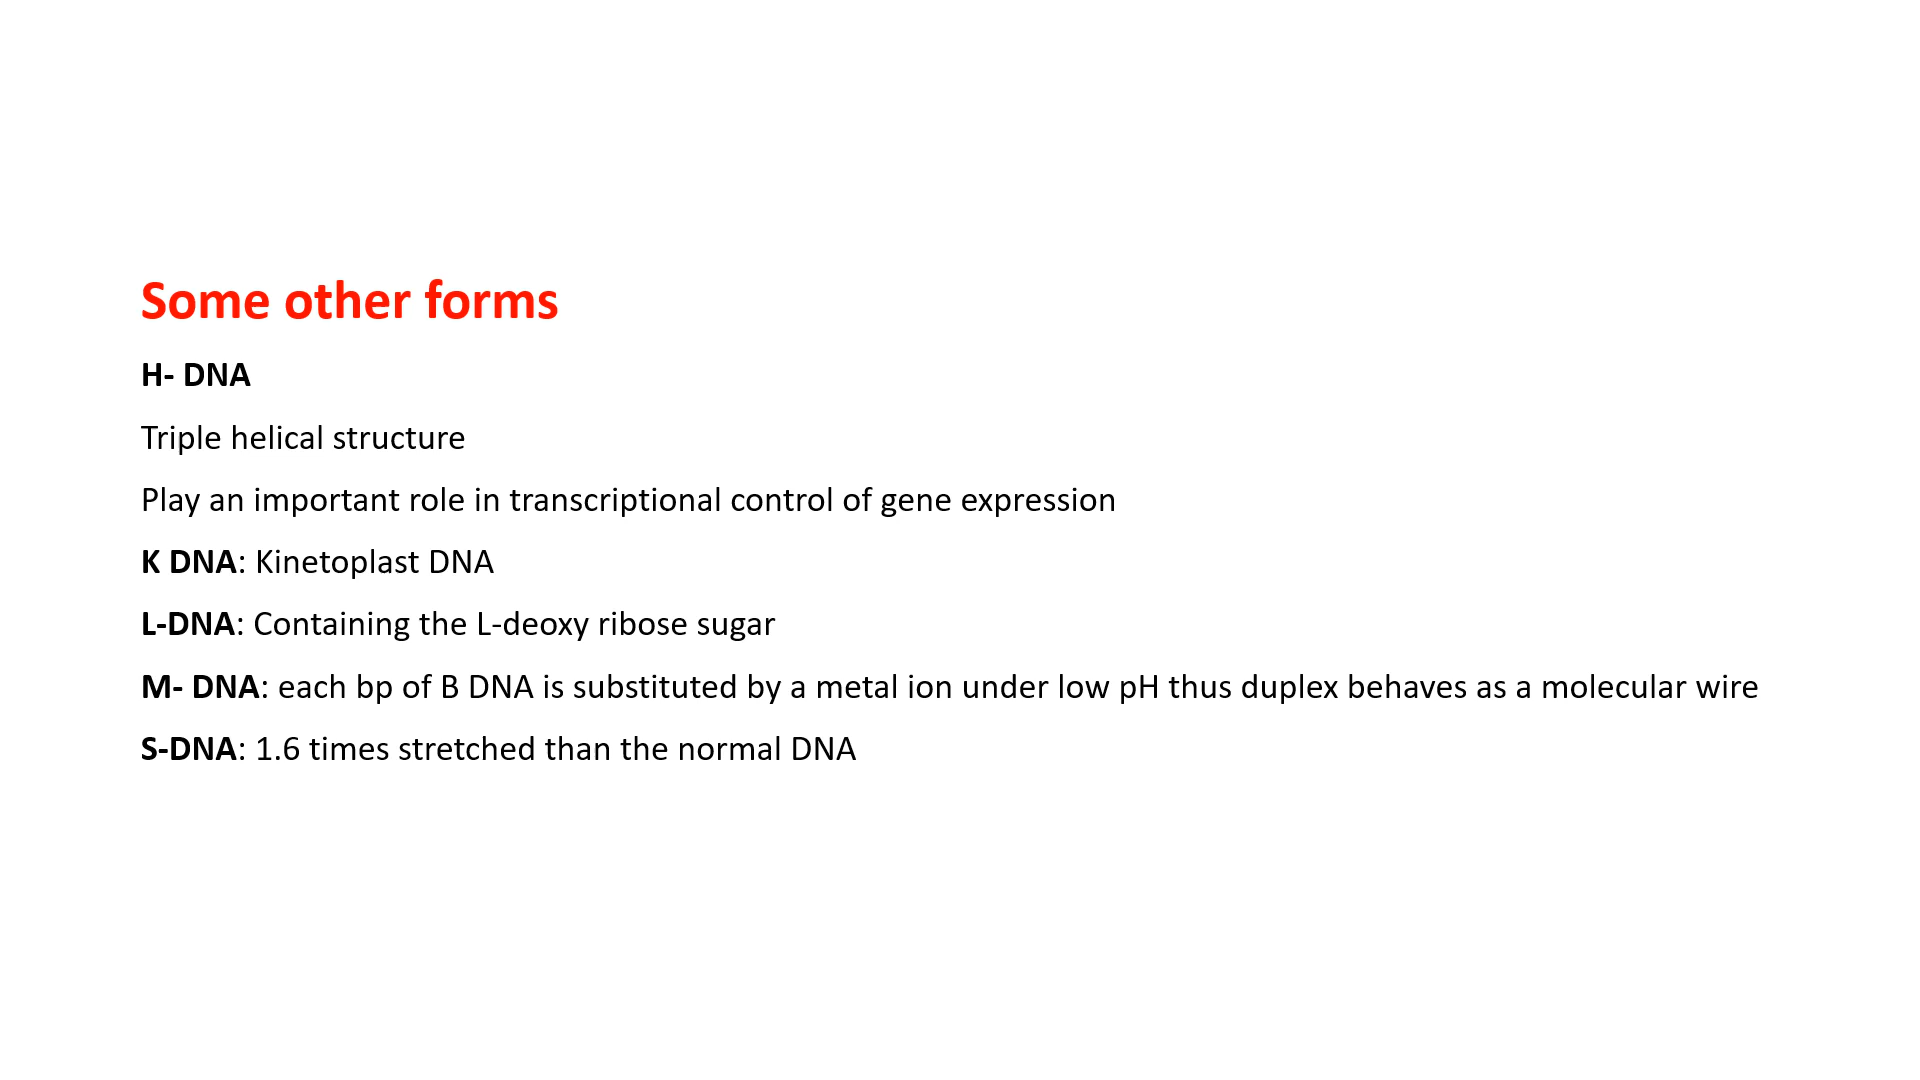 Some other forms
H- DNA
Triple helical structure
Play an important role in transcriptional control of gene expression
K DNA: Kinetoplast DNA
L-DNA: Containing the L-deoxy ribose sugar
M- DNA: each bp of B DNA is substituted by a metal ion under low pH thus duplex behaves as a molecular wire
S-DNA: 1.6 times stretched than the normal DNA